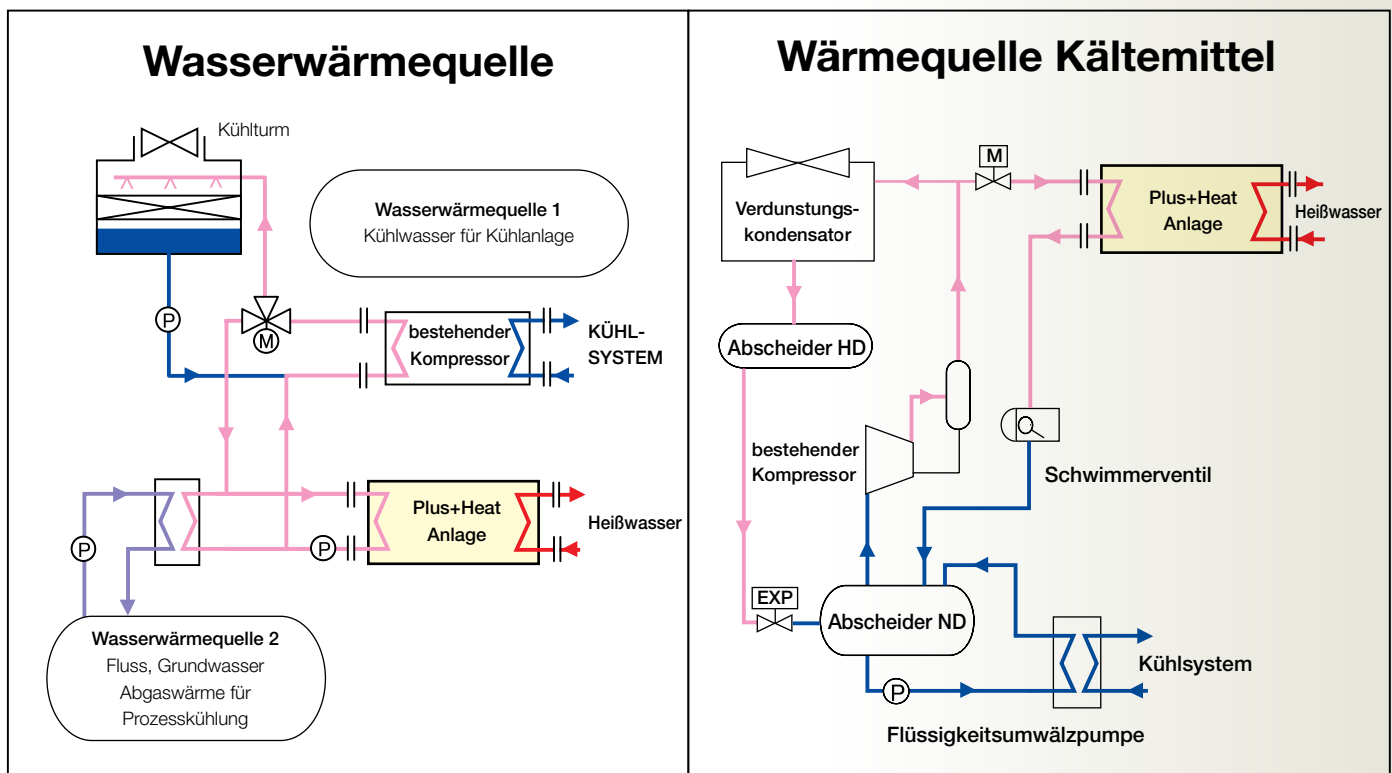 Wasserwärmequelle
Kühlturm
Wasserwärmequelle 1
Kühlwasser für Kühlanlage
P
M
bestehender
Kompressor
KÜHL-
SYSTEM
P
P
Plus+Heat
Anlage
Heißwasser
Wasserwärmequelle 2
Fluss, Grundwasser
Abgaswärme für
Prozesskühlung
Wärmequelle Kältemittel
M
Verdunstungs-
kondensator
Plus+Heat
Anlage
Heißwasser
Abscheider HD
bestehender
Kompressor
Schwimmerventil
EXP
Abscheider ND
Kühlsystem
P
Flüssigkeitsumwälzpumpe